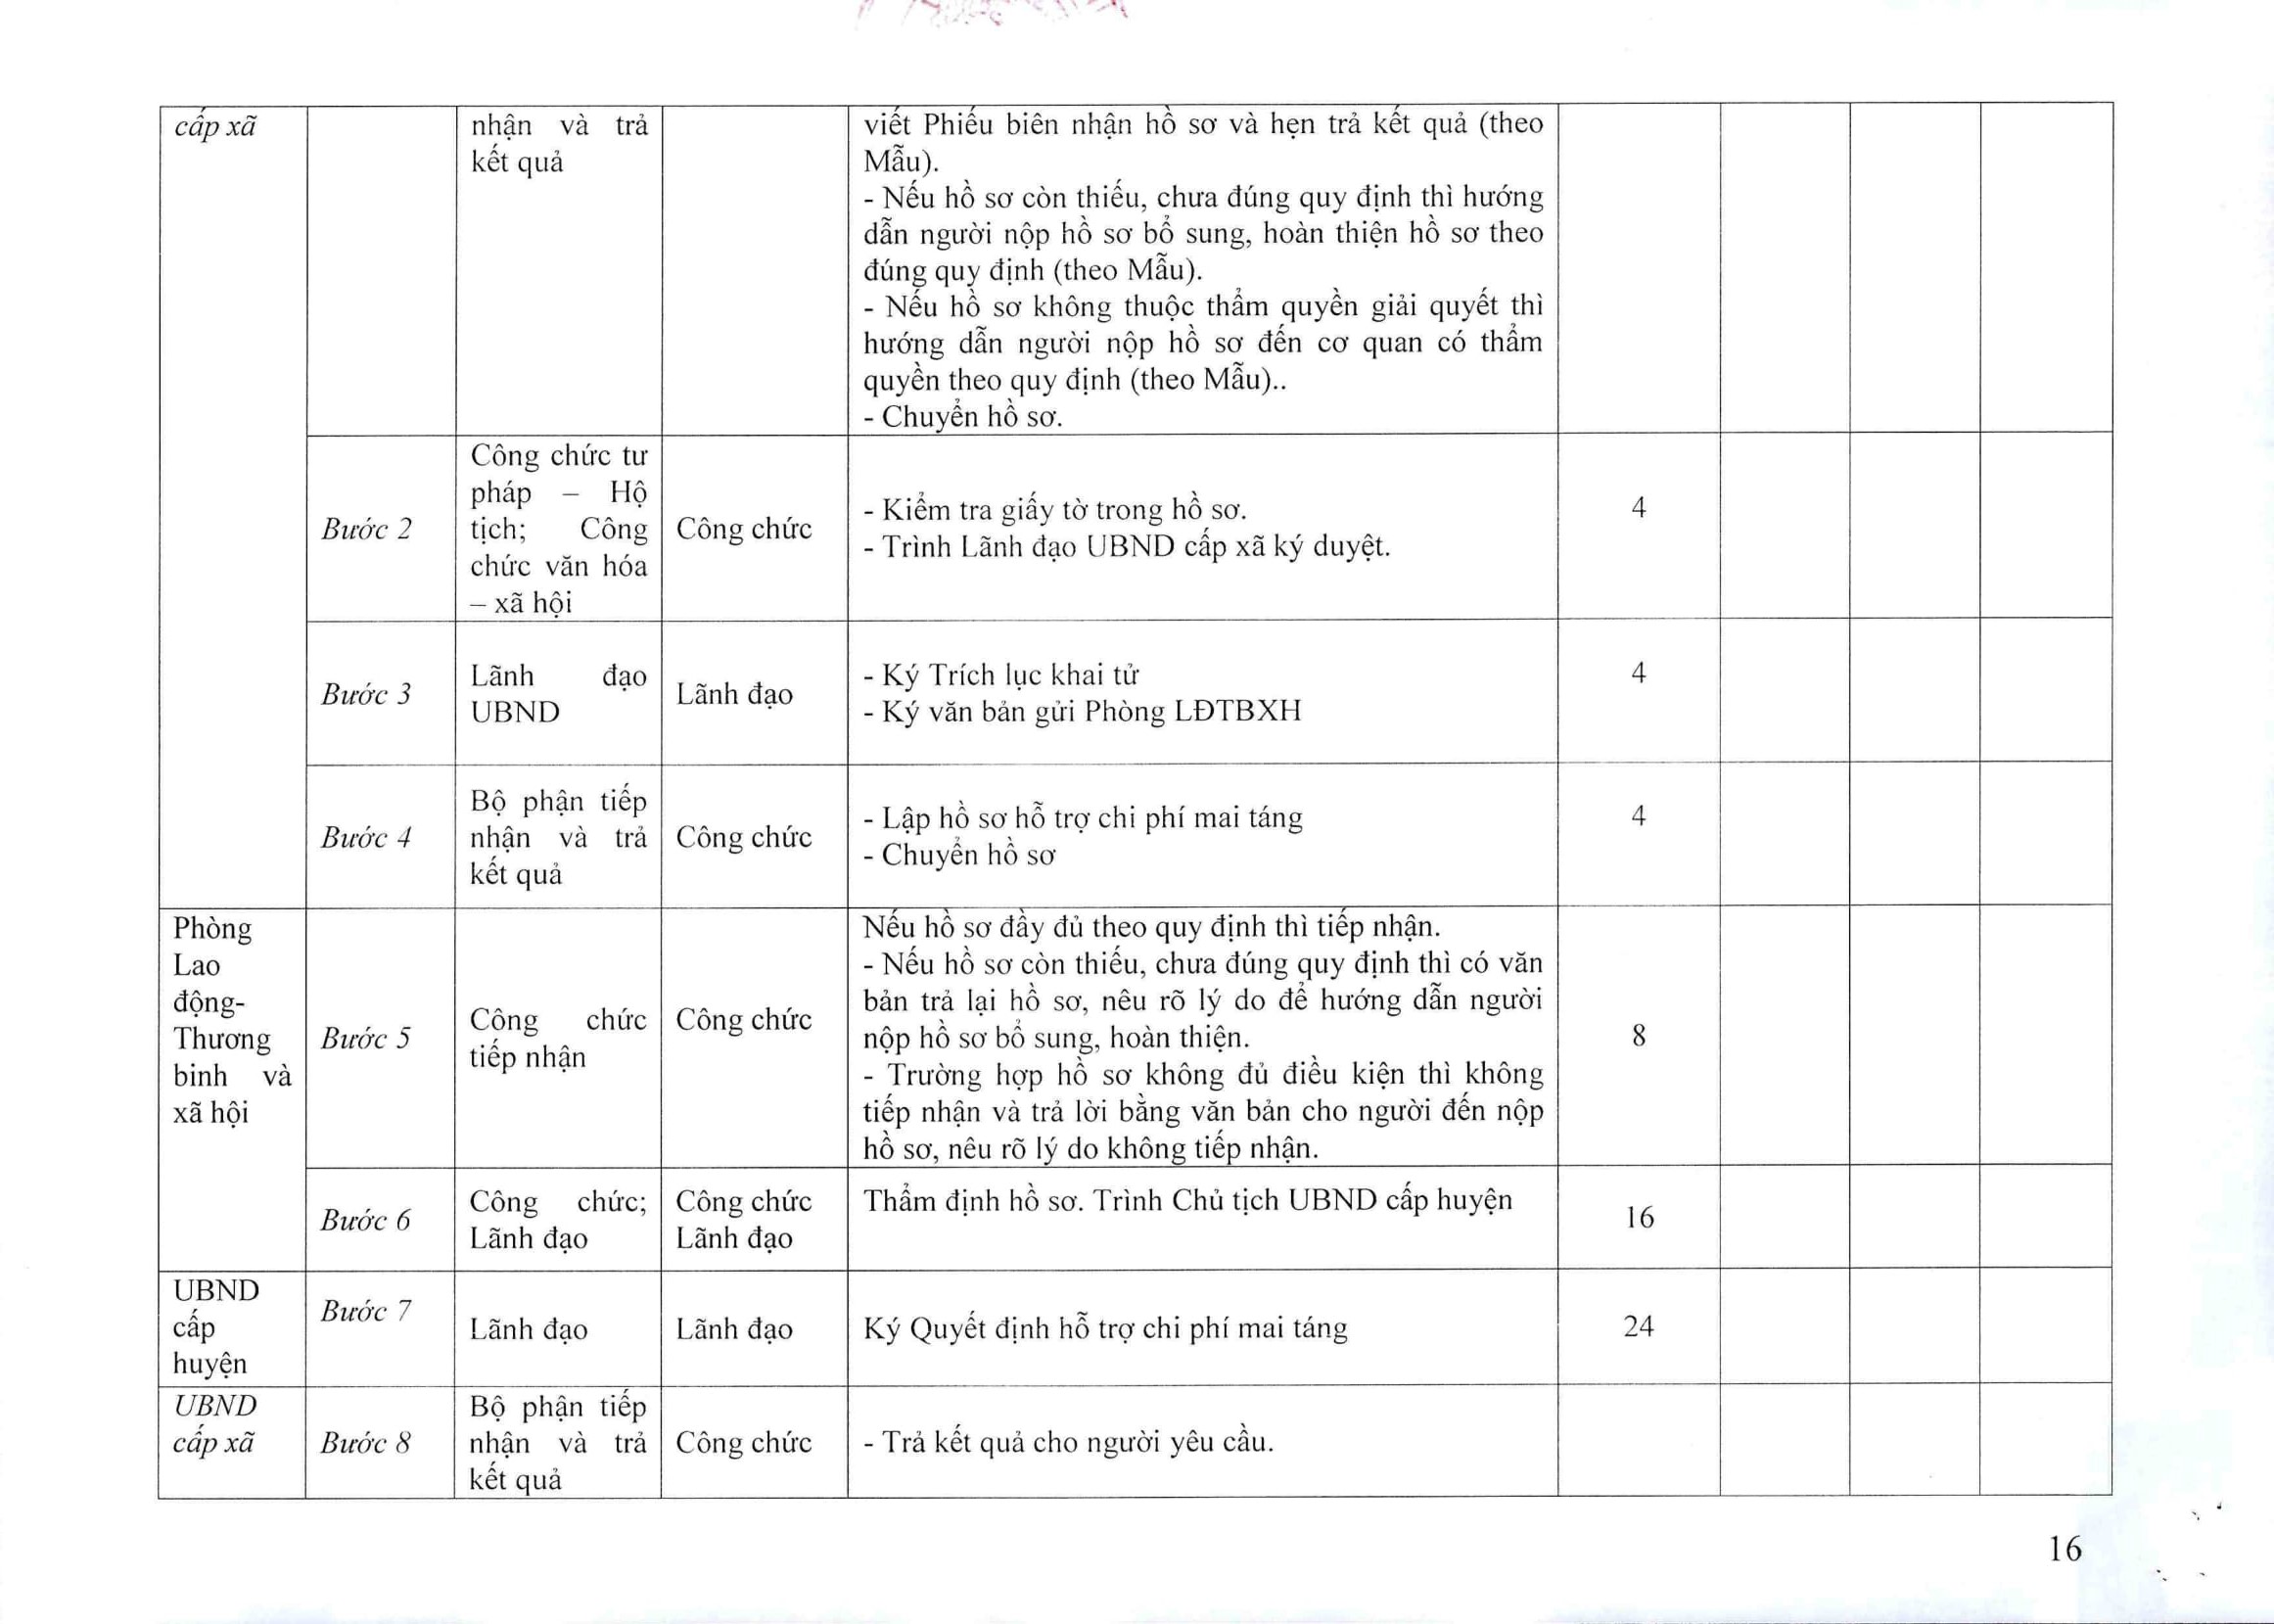 cấp xã
nhận và trả
kết quả
viết Phiếu biên nhận hồ sơ và hẹn trả kết quả (theo
Mẫu).
- Nếu hồ sơ còn thiếu, chưa đúng quy định thì hướng
dẫn người nộp hồ sơ bổ sung, hoàn thiện hồ sơ theo
đúng quy định (theo Mẫu).
- Nếu hồ sơ không thuộc thẩm quyền giải quyết thì
hướng dẫn người nộp hồ sơ đến cơ quan có thẩm
quyền theo quy định (theo Mẫu)..
- Chuyển hồ sơ.
Bước 2
Công chức tư
pháp – Hộ
tịch; Công
chức văn hóa
– xã hội
Công chức
- Kiểm tra giấy tờ trong hồ sơ.
- Trình Lãnh đạo UBND cấp xã ký duyệt.
4
Bước 3
Lãnh đạo
UBND
Lãnh đạo
- Ký Trích lục khai tử
- Ký văn bản gửi Phòng LĐTBXH
4
Bước 4
Bộ phận tiếp
nhận và trả
kết quả
Công chức
- Lập hồ sơ hỗ trợ chi phí mai táng
- Chuyển hồ sơ
4
Phòng
Lao
động-
Thương
binh và
xã hội
Bước 5
Công chức
tiếp nhận
Công chức
Nếu hồ sơ đầy đủ theo quy định thì tiếp nhận.
- Nếu hồ sơ còn thiếu, chưa đúng quy định thì có văn
bản trả lại hồ sơ, nêu rõ lý do để hướng dẫn người
nộp hồ sơ bổ sung, hoàn thiện.
- Trường hợp hồ sơ không đủ điều kiện thì không
tiếp nhận và trả lời bằng văn bản cho người đến nộp
hồ sơ, nêu rõ lý do không tiếp nhận.
8
Bước 6
Công chức;
Lãnh đạo
Công chức
Lãnh đạo
Thẩm định hồ sơ. Trình Chủ tịch UBND cấp huyện
16
UBND
cấp
huyện
Bước 7
Lãnh đạo
Lãnh đạo
Ký Quyết định hỗ trợ chi phí mai táng
24
UBND
cấp xã
Bước 8
Bộ phận tiếp
nhận và trả
kết quả
Công chức
- Trả kết quả cho người yêu cầu.
16